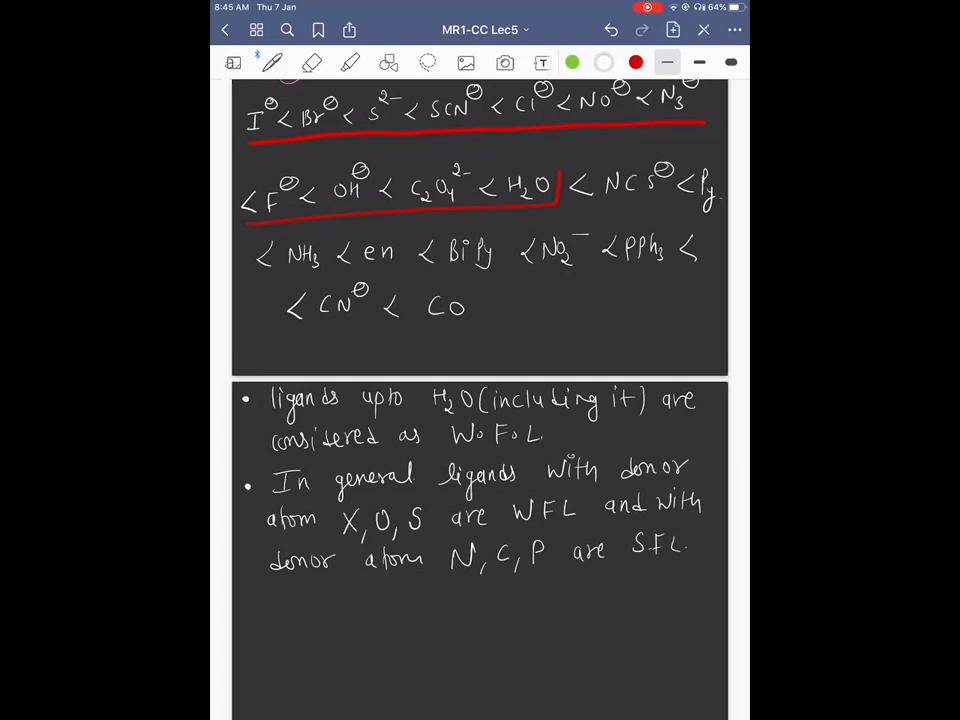 8:45 AM Thu 7 Jan 64%
MR1-CC Lec5
I⊖ < Br⊖ < S²⁻ < SCN⊖ < Cl⊖ < NO⊖ < N₃⊖
< F⊖ < OH⊖ < C₂O₄²⁻ < H₂O < NCS⊖ < Py.
< NH₃ < en < BiPy < NO₂⁻ < PPh₃ <
< CN⊖ < CO
• ligands upto H₂O (including it) are
considered as W.F.L.
• In general ligands with donor
atom X, O, S are WFL and with
donor atom N, C, P are S.F.L.